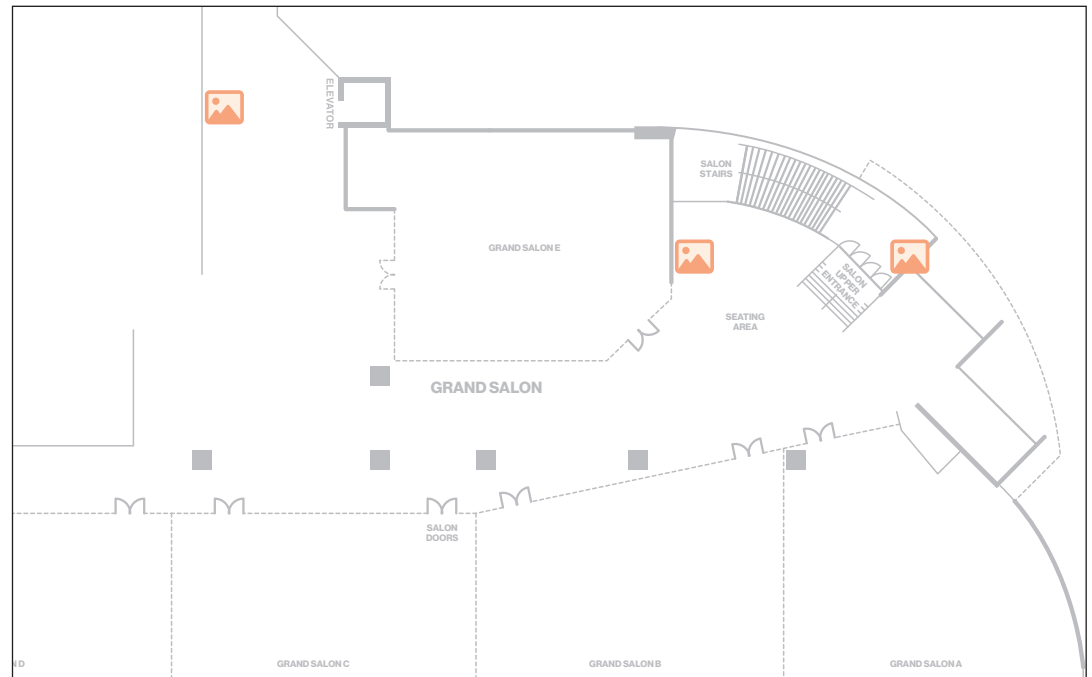 ELEVATOR
SALON
STAIRS
GRAND SALON E
SALON
UPPER
ENTRANCE
SEATING
AREA
GRAND SALON
SALON
DOORS
N D
GRAND SALON C
GRAND SALON B
GRAND SALON A